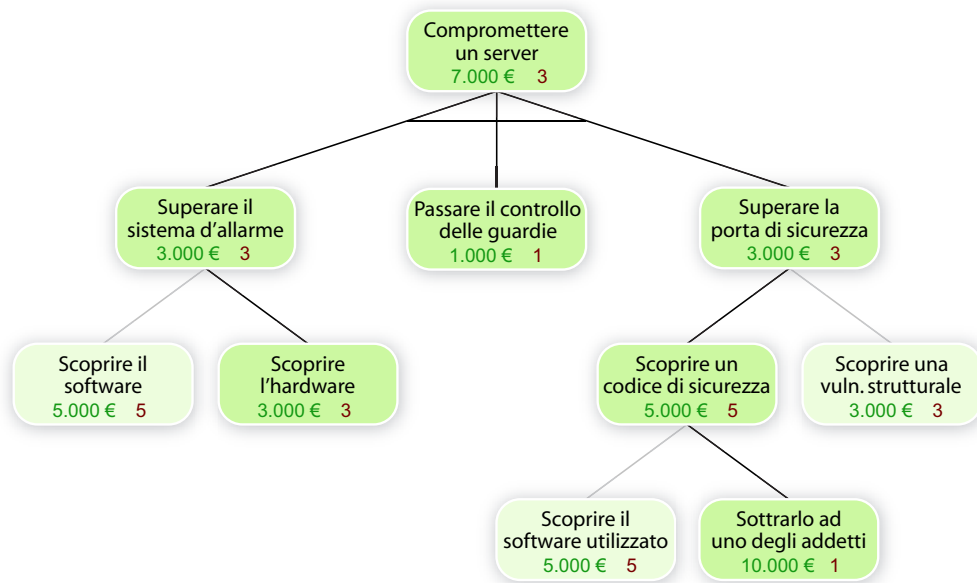 Compromettere
un server
7.000 € 3
Superare il
sistema d'allarme
3.000 € 3
Passare il controllo
delle guardie
1.000 € 1
Superare la
porta di sicurezza
3.000 € 3
Scoprire il
software
5.000 € 5
Scoprire
l'hardware
3.000 € 3
Scoprire un
codice di sicurezza
5.000 € 5
Scoprire una
vuln. strutturale
3.000 € 3
Scoprire il
software utilizzato
5.000 € 5
Sottrarlo ad
uno degli addetti
10.000 € 1